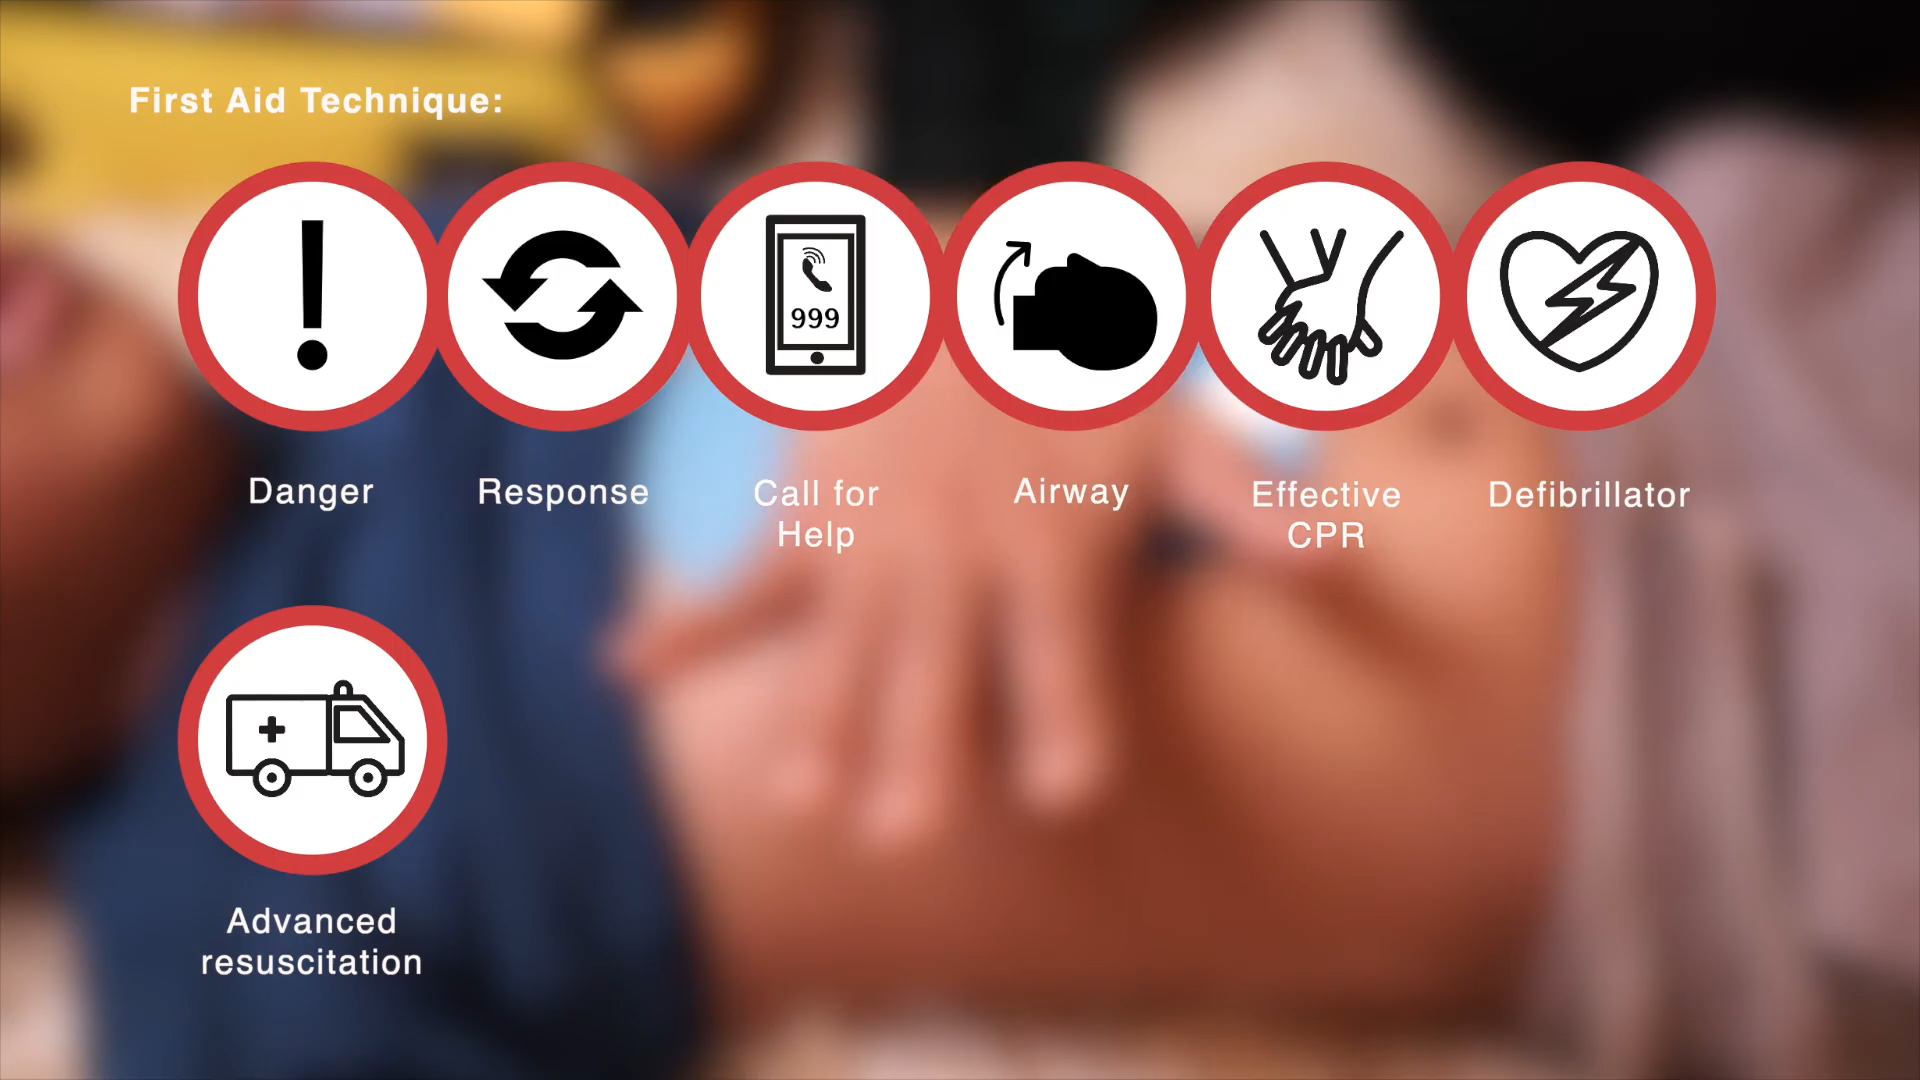 First Aid Technique:
999
Danger
Response
Call for
Help
Airway
Effective
CPR
Defibrillator
Advanced
resuscitation